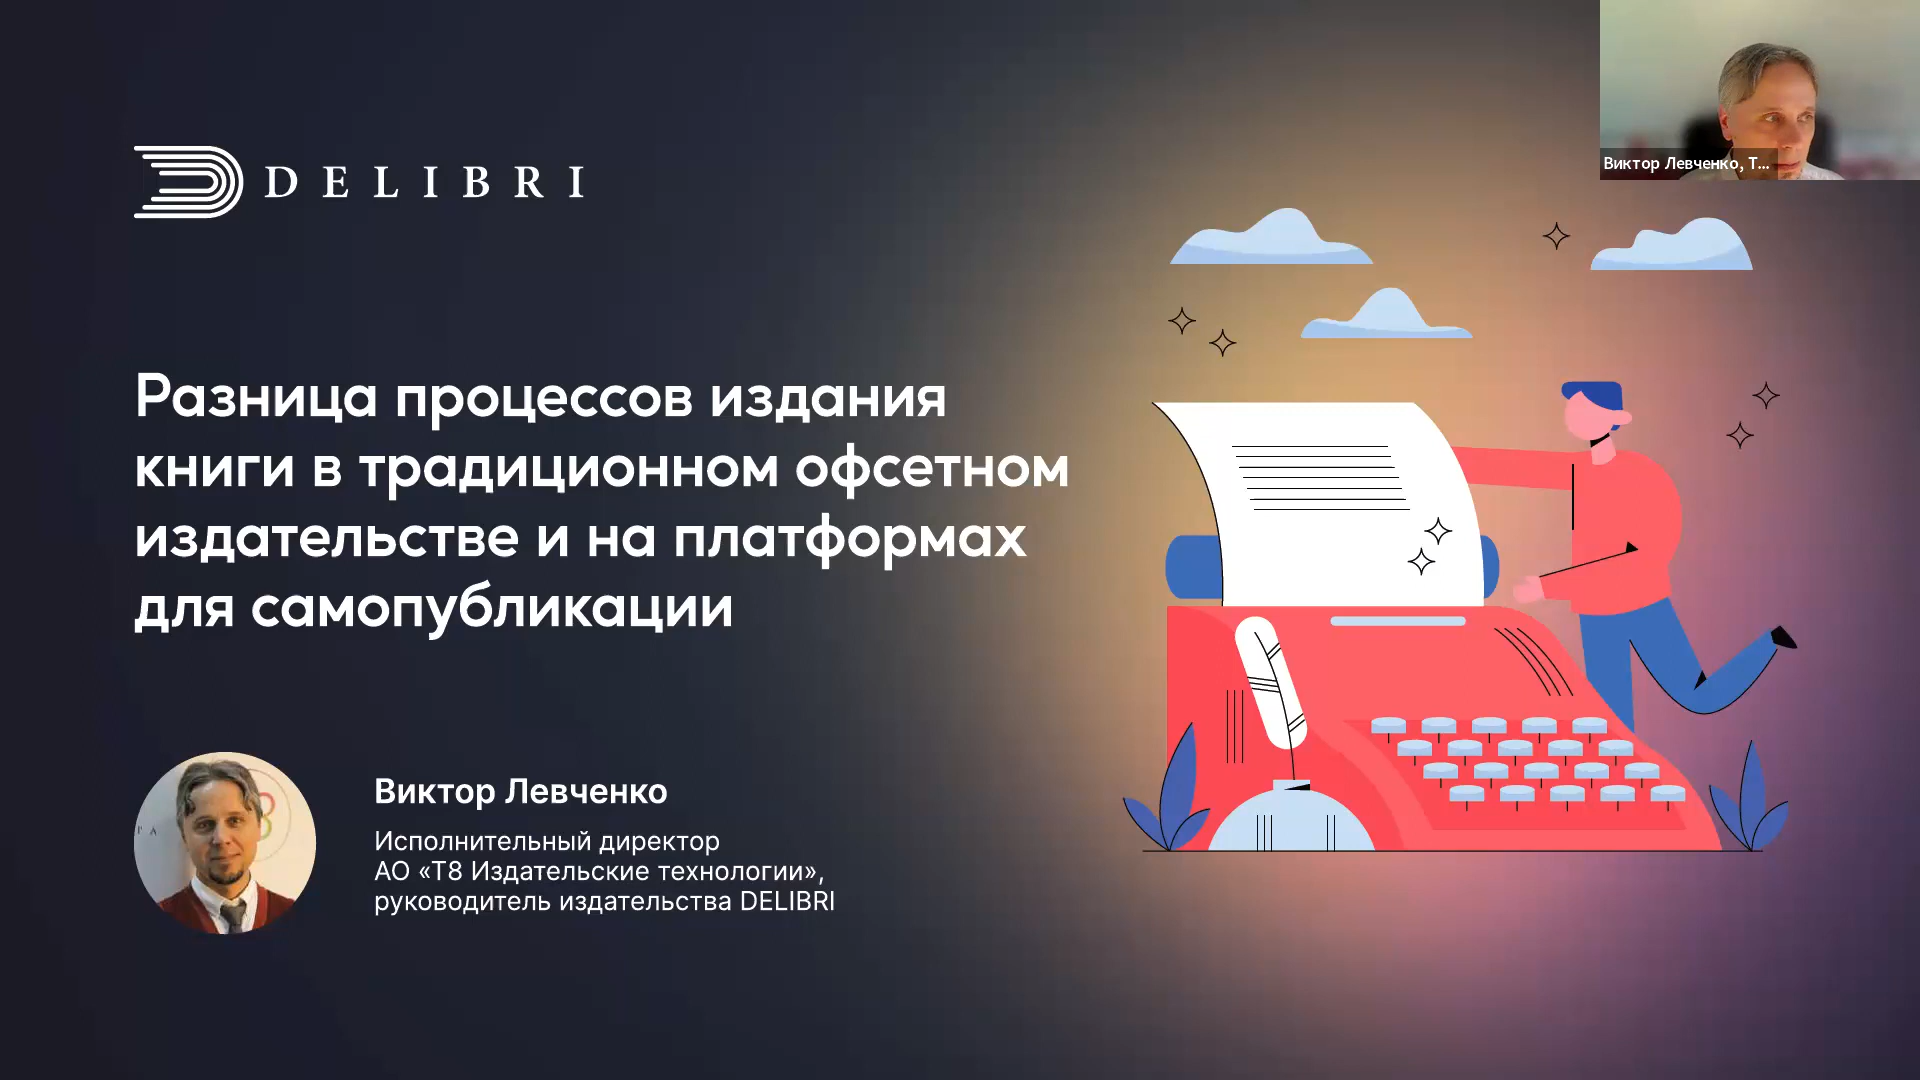 Виктор Левченко, Т...
DELIBRI
Разница процессов издания
книги в традиционном офсетном
издательстве и на платформах
для самопубликации
Виктор Левченко
Исполнительный директор
АО «Т8 Издательские технологии»,
руководитель издательства DELIBRI